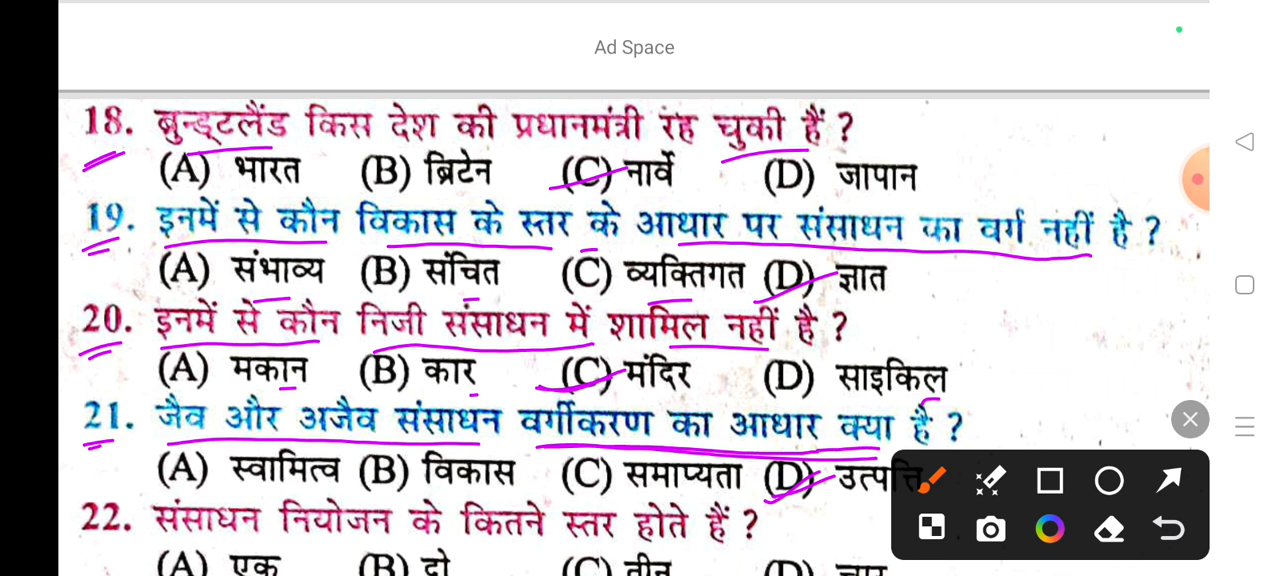 Ad Space
18. ब्रुन्ड्टलैंड किस देश की प्रधानमंत्री रह चुकी हैं ?
(A) भारत (B) ब्रिटेन (C) नार्वे (D) जापान
19. इनमें से कौन विकास के स्तर के आधार पर संसाधन का वर्ग नहीं है ?
(A) संभाव्य (B) संचित (C) व्यक्तिगत (D) ज्ञात
20. इनमें से कौन निजी संसाधन में शामिल नहीं है ?
(A) मकान (B) कार (C) मंदिर (D) साइकिल
21. जैव और अजैव संसाधन वर्गीकरण का आधार क्या है ?
(A) स्वामित्व (B) विकास (C) समाप्यता (D) उत्पत्ति
22. संसाधन नियोजन के कितने स्तर होते हैं ?
(A) एक (B) दो (C) तीन (D) चार